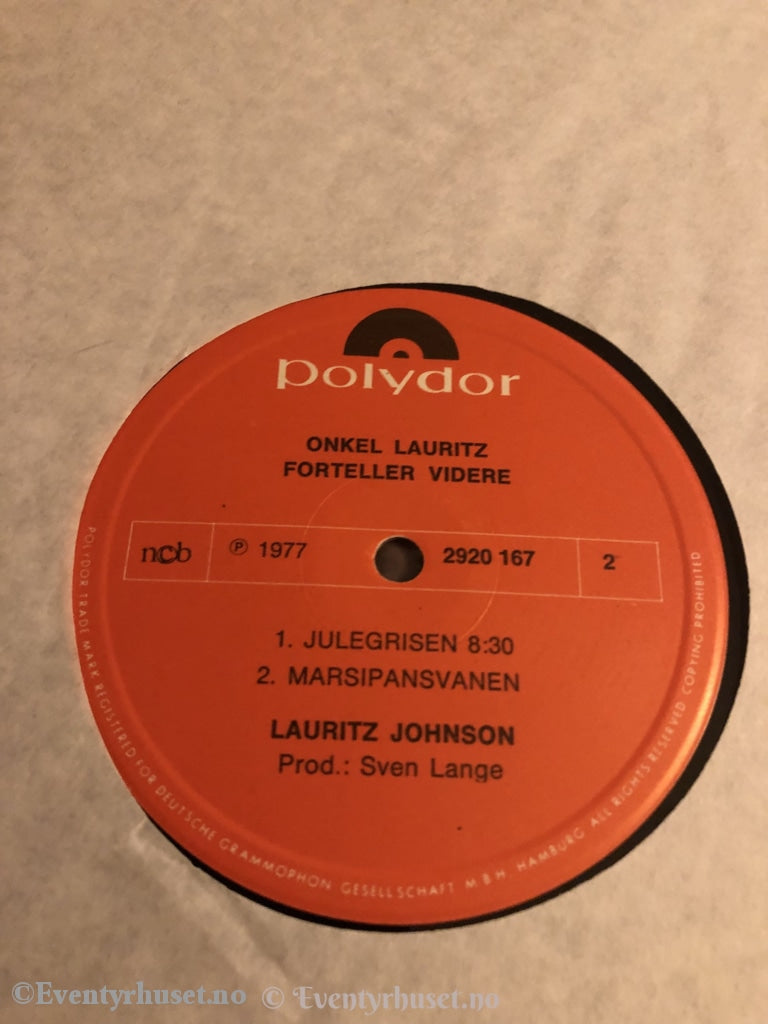 polydor
ONKEL LAURITZ
FORTELLER VIDERE
ncb ℗ 1977 2920 167 2
1. JULEGRISEN 8:30
2. MARSIPANSVANEN
LAURITZ JOHNSON
Prod.: Sven Lange
POLYDOR TRADE MARK REGISTERED FOR DEUTSCHE GRAMMOPHON GESELLSCHAFT M.B.H. HAMBURG ALL RIGHTS RESERVED COPYING PROHIBITED
©Eventyrhuset.no © Eventyrhuset.no